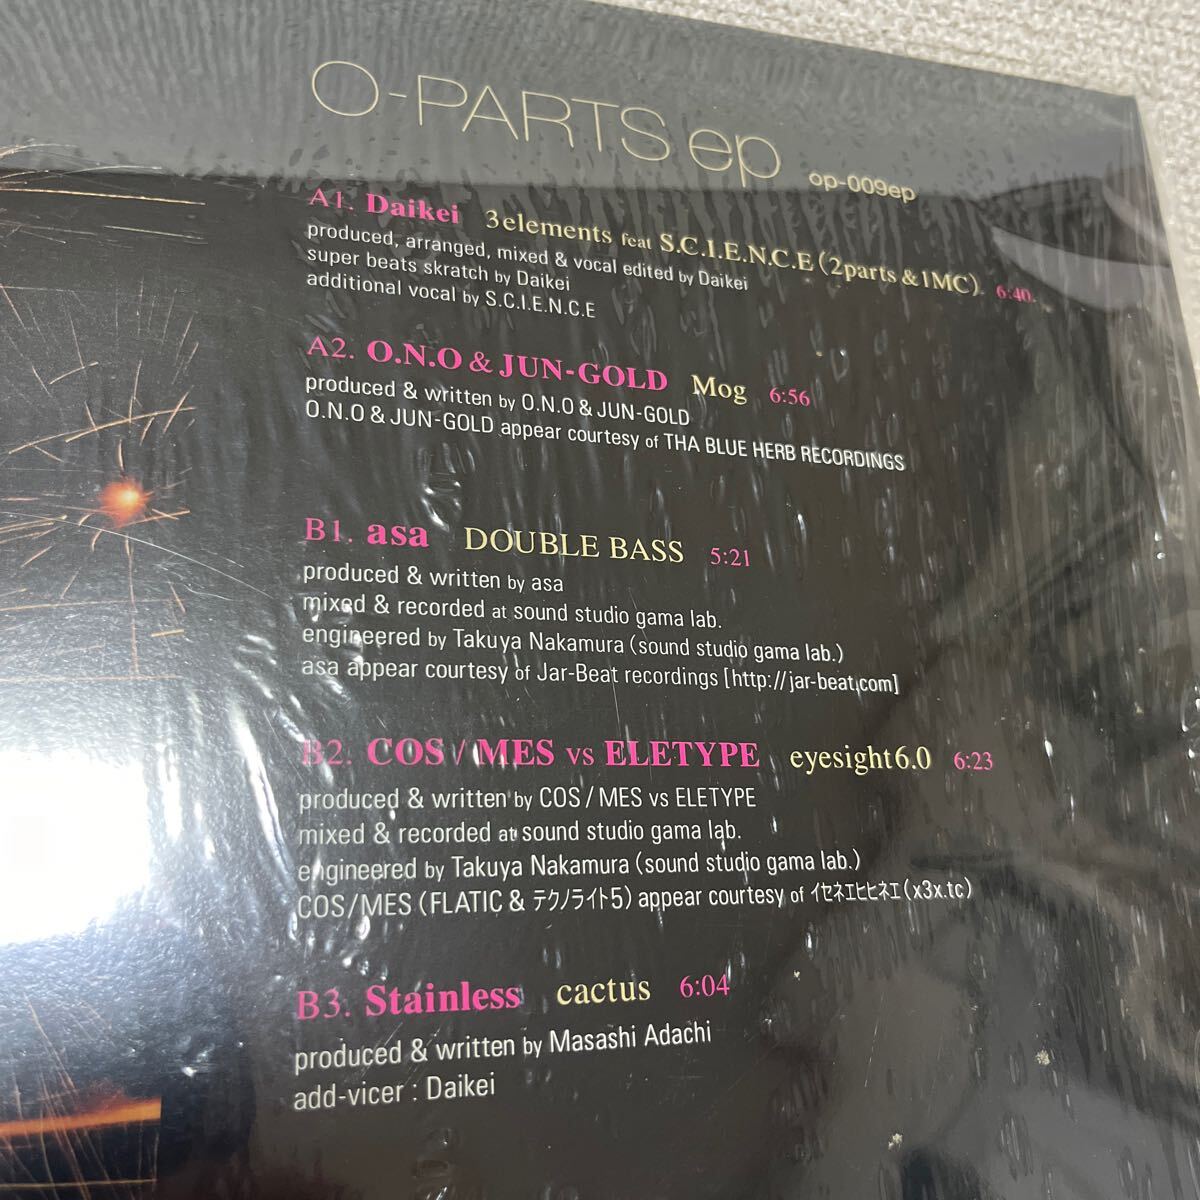 O-PARTS ep op-009ep
A1. Daikei 3elements feat S.C.I.E.N.C.E (2parts & 1MC). 6:40.
produced, arranged, mixed & vocal edited by Daikei
super beats skratch by Daikei
additional vocal by S.C.I.E.N.C.E
A2. O.N.O & JUN-GOLD Mog 6:56
produced & written by O.N.O & JUN-GOLD
O.N.O & JUN-GOLD appear courtesy of THA BLUE HERB RECORDINGS
B1. asa DOUBLE BASS 5:21
produced & written by asa
mixed & recorded at sound studio gama lab.
engineered by Takuya Nakamura (sound studio gama lab.)
asa appear courtesy of Jar-Beat recordings [http://jar-beat.com]
B2. COS/MES vs ELETYPE eyesight6.0 6:23
produced & written by COS/MES vs ELETYPE
mixed & recorded at sound studio gama lab.
engineered by Takuya Nakamura (sound studio gama lab.)
COS/MES (FLATIC & テクノライト5) appear courtesy of イセネエヒヒネエ(x3x.tc)
B3. Stainless cactus 6:04
produced & written by Masashi Adachi
add-vicer : Daikei